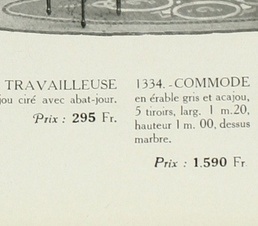 TRAVAILLEUSE
jou ciré avec abat-jour.
Prix : 295 Fr.
1334. - COMMODE
en érable gris et acajou,
5 tiroirs, larg. 1 m.20,
hauteur 1 m. 00, dessus
marbre.
Prix : 1.590 Fr